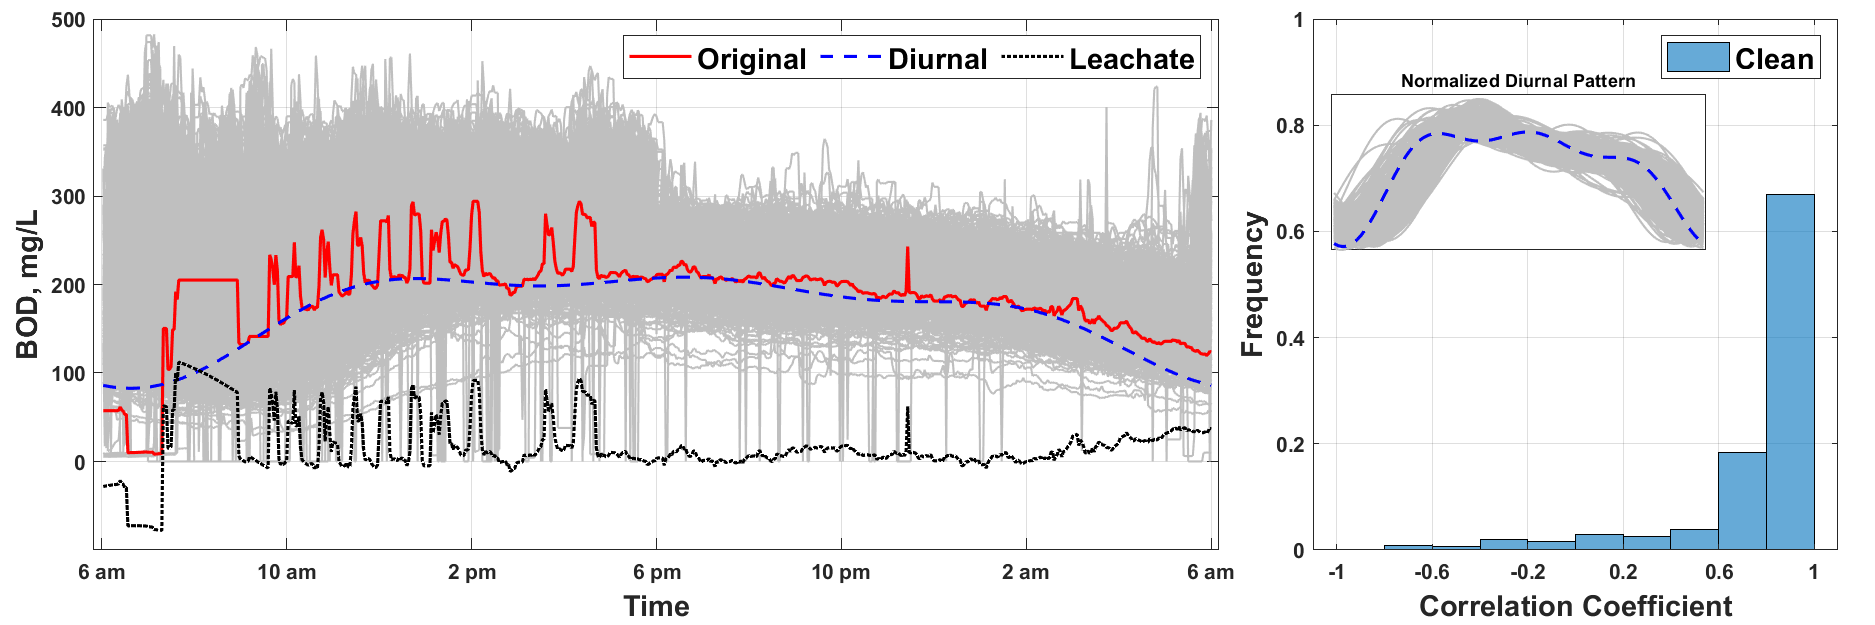 500
400
300
200
100
0
BOD, mg/L
Original Diurnal Leachate
6 am 10 am 2 pm 6 pm 10 pm 2 am 6 am
Time
1
0.8
0.6
0.4
0.2
0
Frequency
Clean
Normalized Diurnal Pattern
-1 -0.6 -0.2 0.2 0.6 1
Correlation Coefficient